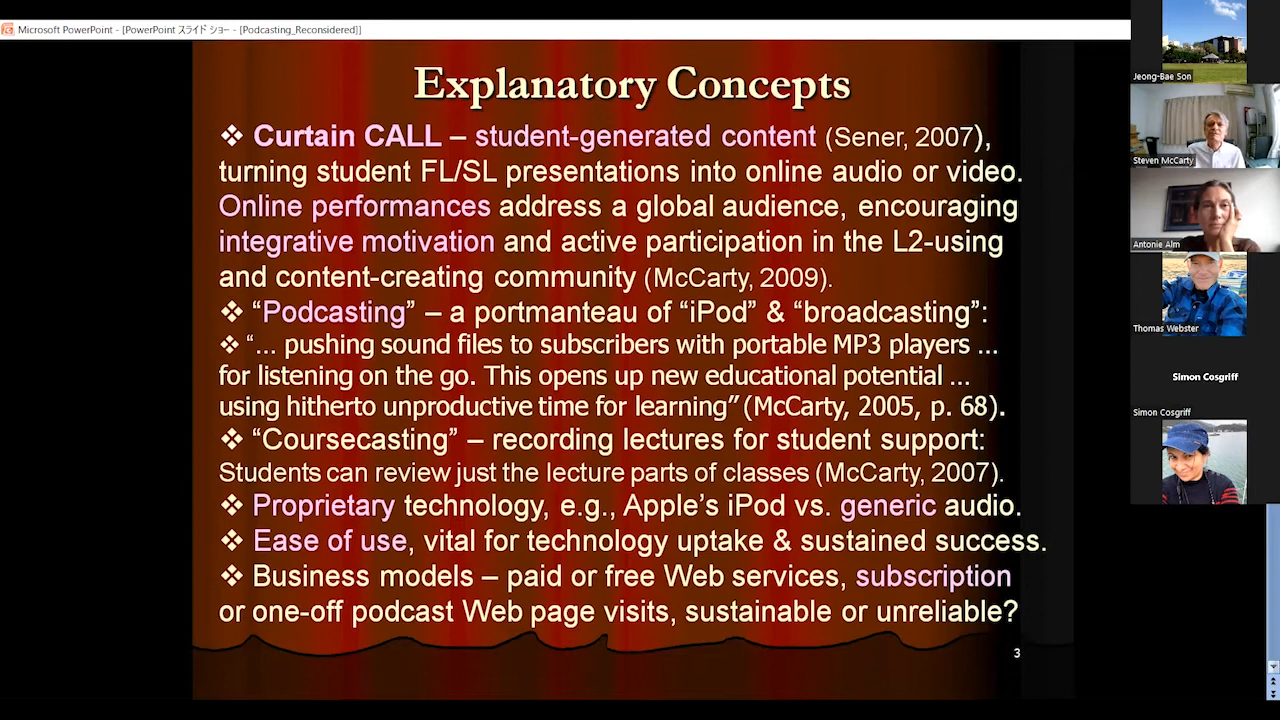 Microsoft PowerPoint - [PowerPoint スライド ショー - [Podcasting_Reconsidered]]
Explanatory Concepts
❖ Curtain CALL – student-generated content (Sener, 2007),
turning student FL/SL presentations into online audio or video.
Online performances address a global audience, encouraging
integrative motivation and active participation in the L2-using
and content-creating community (McCarty, 2009).
❖ “Podcasting” – a portmanteau of “iPod” & “broadcasting”:
❖ “... pushing sound files to subscribers with portable MP3 players ...
for listening on the go. This opens up new educational potential ...
using hitherto unproductive time for learning” (McCarty, 2005, p. 68).
❖ “Coursecasting” – recording lectures for student support:
Students can review just the lecture parts of classes (McCarty, 2007).
❖ Proprietary technology, e.g., Apple’s iPod vs. generic audio.
❖ Ease of use, vital for technology uptake & sustained success.
❖ Business models – paid or free Web services, subscription
or one-off podcast Web page visits, sustainable or unreliable?
3
Jeong-Bae Son
Steven McCarty
Antonie Alm
Thomas Webster
Simon Cosgriff
Simon Cosgriff